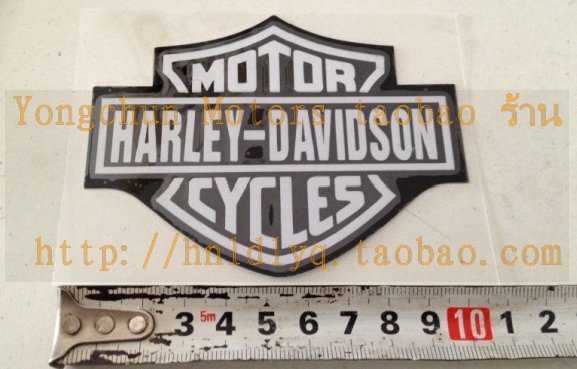 MOTOR
Yongchun Motors taobao ร้าน
HARLEY-DAVIDSON
CYCLES
http://hnldlyq.taobao.com
3 5m 4 5 6 7 8 9 10 1 2